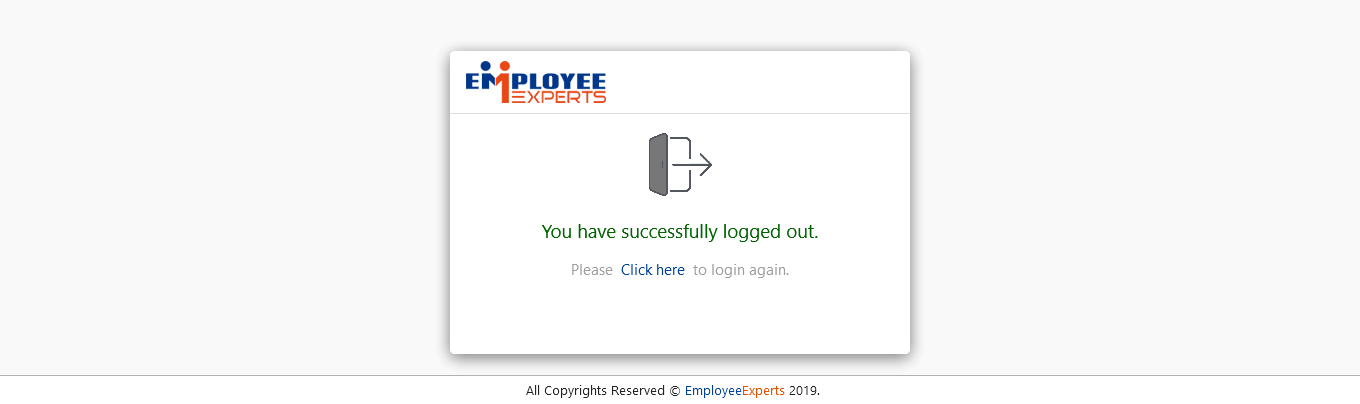 EMPLOYEE
EXPERTS
You have successfully logged out.
Please Click here to login again.
All Copyrights Reserved © EmployeeExperts 2019.